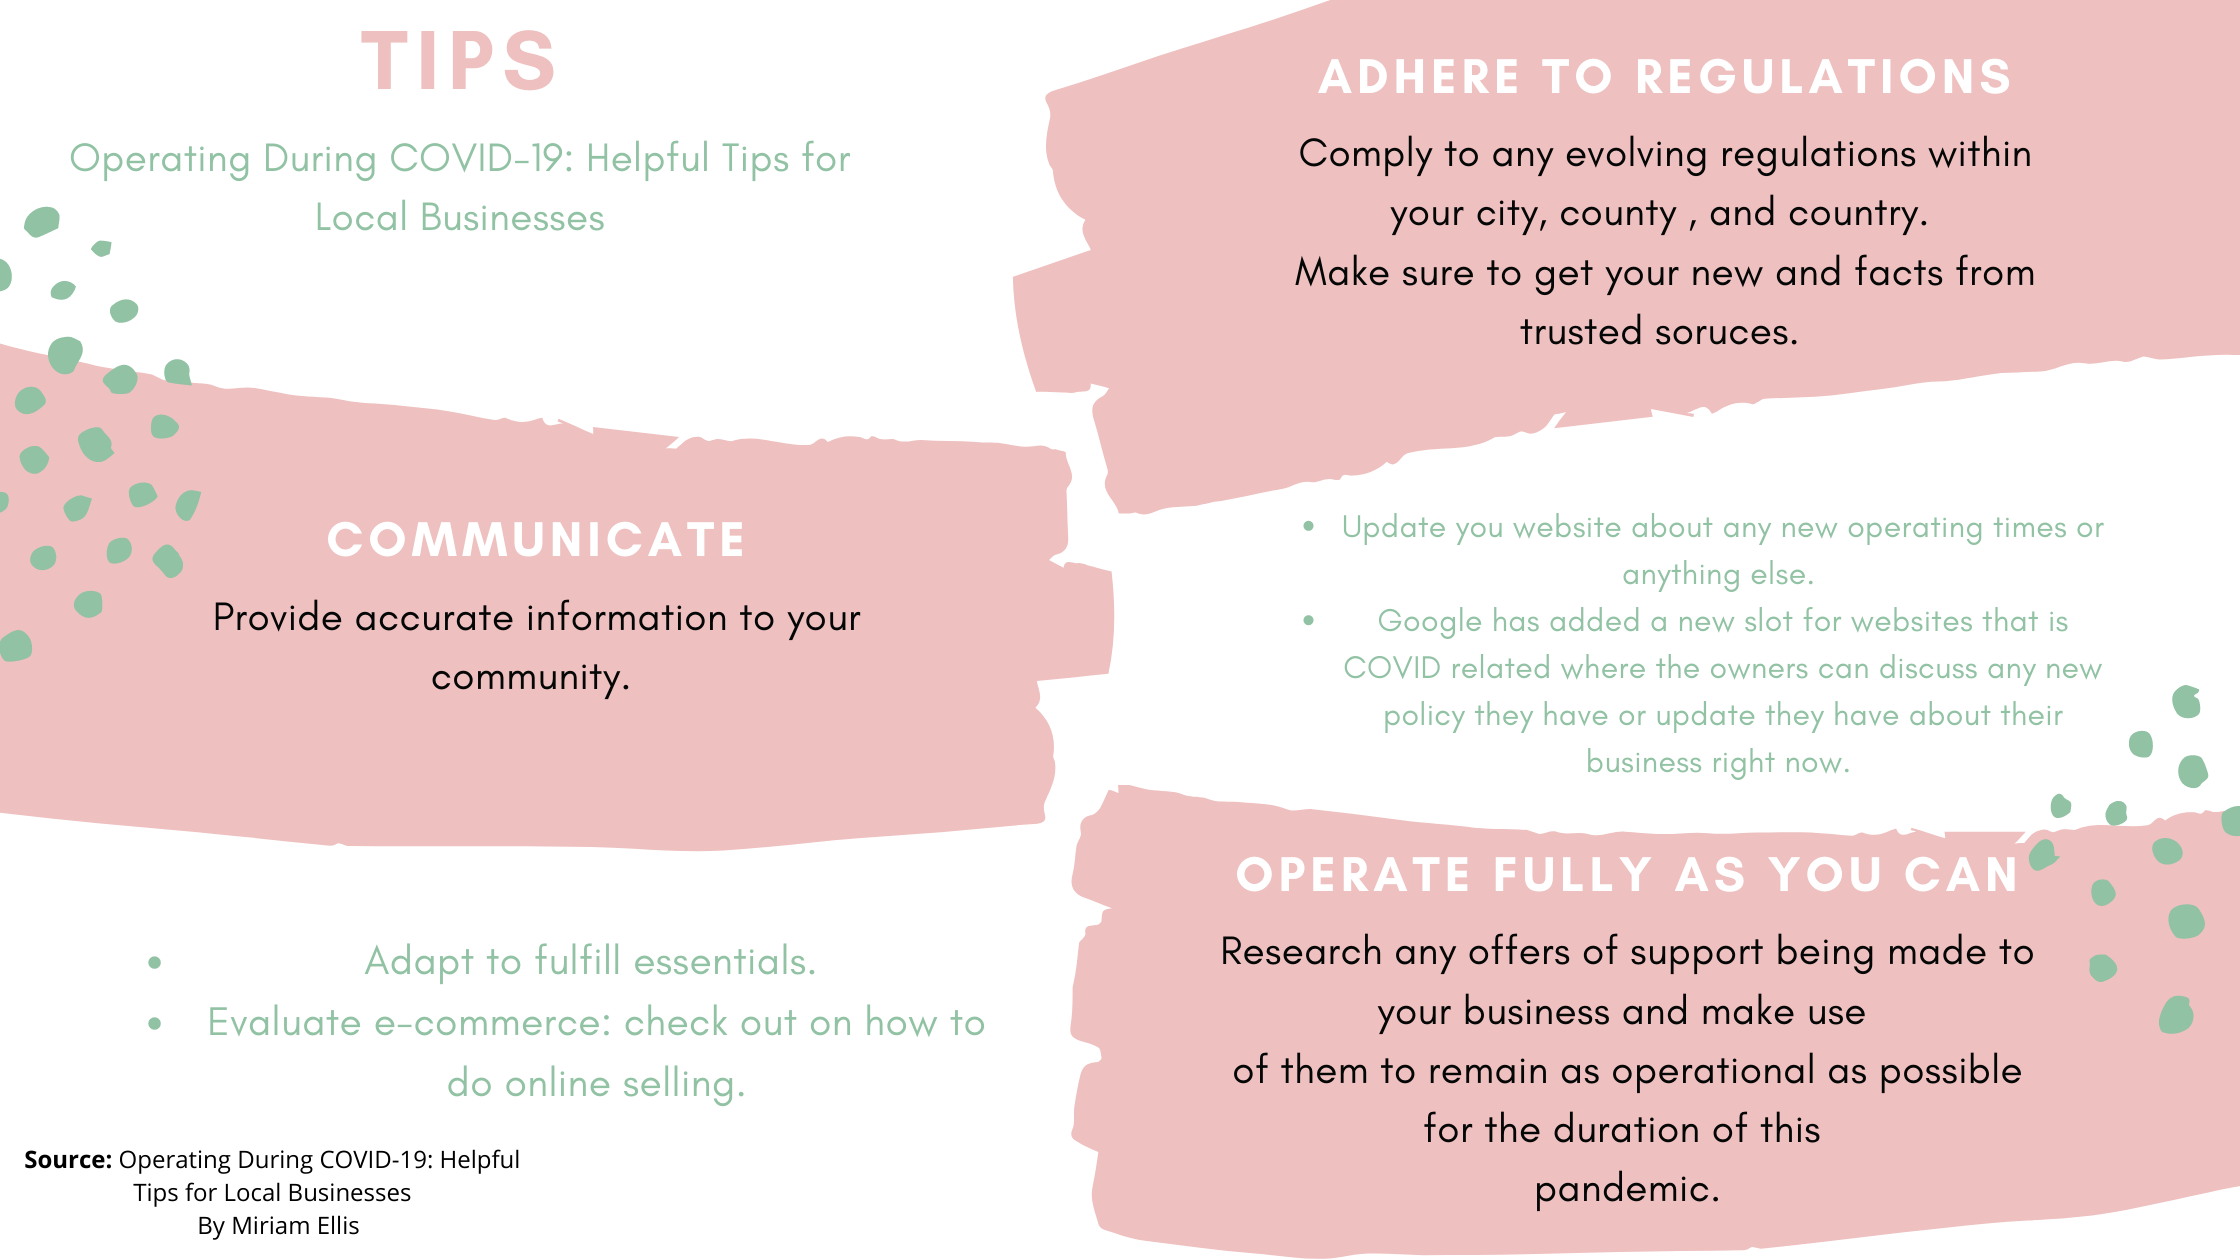 TIPS
Operating During COVID-19: Helpful Tips for
Local Businesses
ADHERE TO REGULATIONS
Comply to any evolving regulations within
your city, county , and country.
Make sure to get your new and facts from
trusted soruces.
COMMUNICATE
Provide accurate information to your
community.
• Update you website about any new operating times or
anything else.
• Google has added a new slot for websites that is
COVID related where the owners can discuss any new
policy they have or update they have about their
business right now.
OPERATE FULLY AS YOU CAN
Research any offers of support being made to
your business and make use
of them to remain as operational as possible
for the duration of this
pandemic.
• Adapt to fulfill essentials.
• Evaluate e-commerce: check out on how to
do online selling.
Source: Operating During COVID-19: Helpful
Tips for Local Businesses
By Miriam Ellis